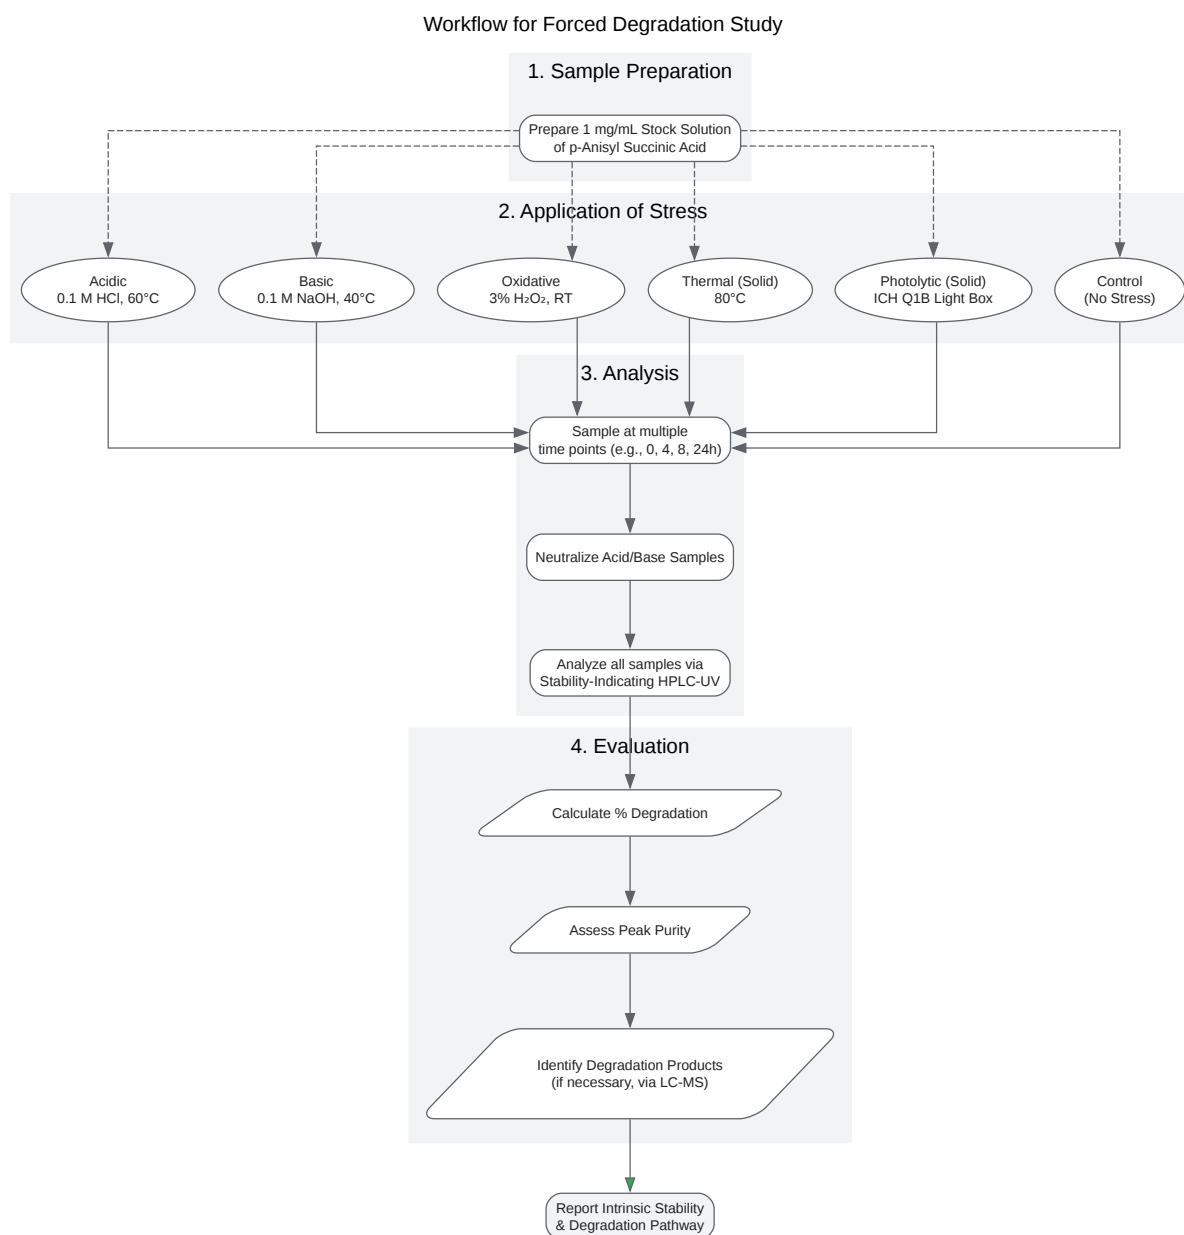 Workflow for Forced Degradation Study
1. Sample Preparation
Prepare 1 mg/mL Stock Solution
of p-Anisyl Succinic Acid
2. Application of Stress
Acidic
0.1 M HCl, 60°C
Basic
0.1 M NaOH, 40°C
Oxidative
3% H₂O₂, RT
Thermal (Solid)
80°C
Photolytic (Solid)
ICH Q1B Light Box
Control
(No Stress)
3. Analysis
Sample at multiple
time points (e.g., 0, 4, 8, 24h)
Neutralize Acid/Base Samples
Analyze all samples via
Stability-Indicating HPLC-UV
4. Evaluation
Calculate % Degradation
Assess Peak Purity
Identify Degradation Products
(if necessary, via LC-MS)
Report Intrinsic Stability
& Degradation Pathway